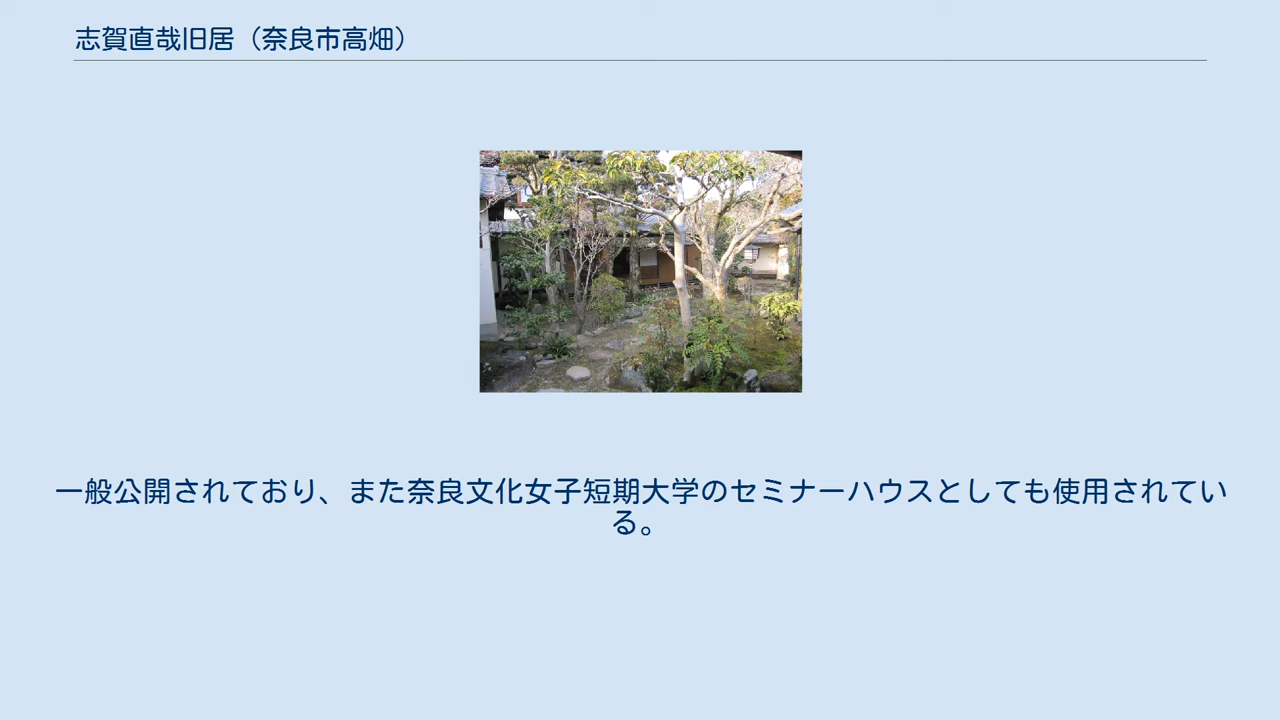 志賀直哉旧居（奈良市高畑）
一般公開されており、また奈良文化女子短期大学のセミナーハウスとしても使用されてい
る。